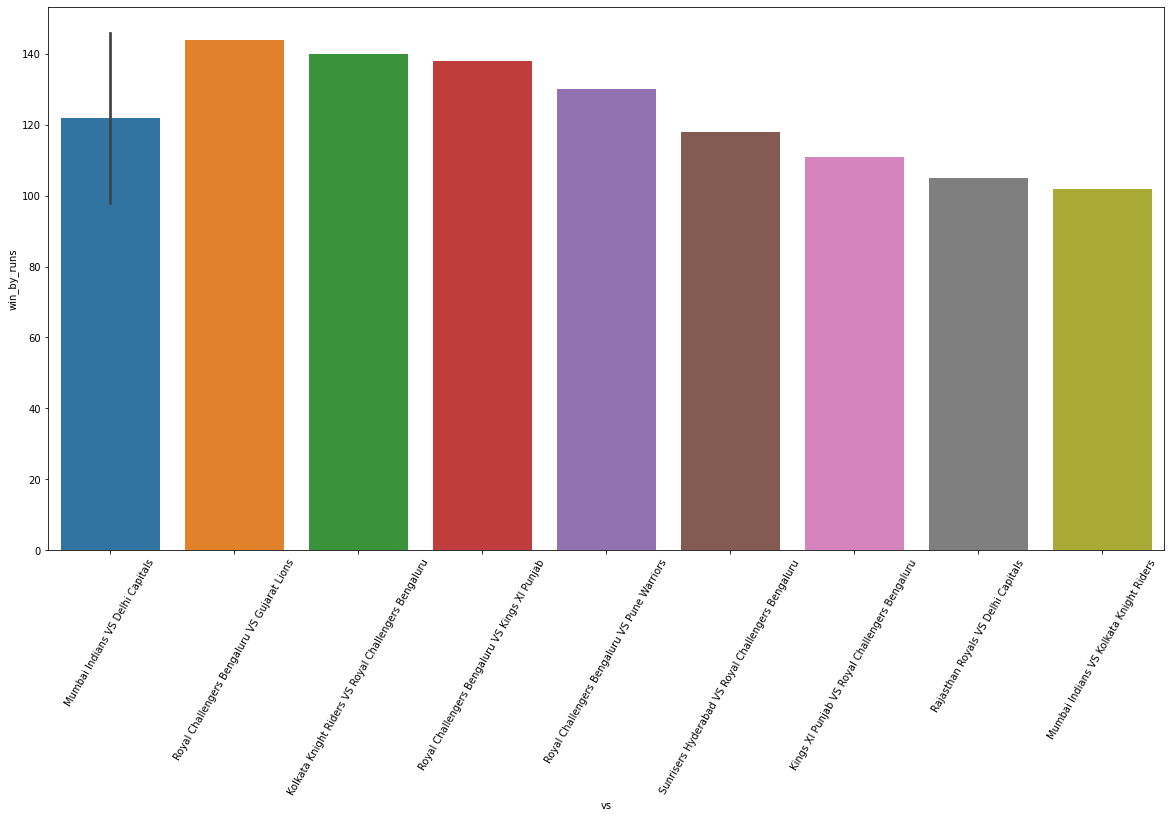 140
120
100
80
60
40
20
0
win_by_runs
Mumbai Indians VS Delhi Capitals
Royal Challengers Bengaluru VS Gujarat Lions
Kolkata Knight Riders VS Royal Challengers Bengaluru
Royal Challengers Bengaluru VS Kings XI Punjab
Royal Challengers Bengaluru VS Pune Warriors
Sunrisers Hyderabad VS Royal Challengers Bengaluru
Kings XI Punjab VS Royal Challengers Bengaluru
Rajasthan Royals VS Delhi Capitals
Mumbai Indians VS Kolkata Knight Riders
vs